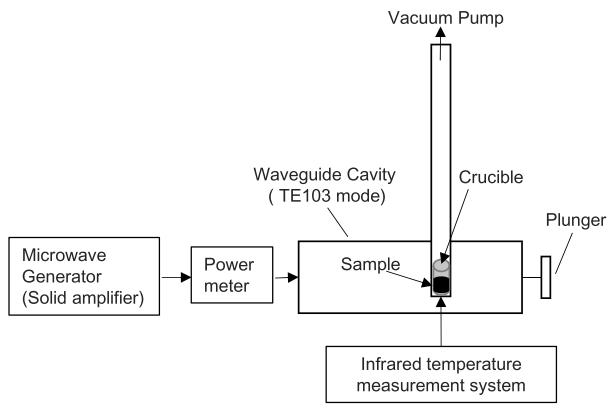 Vacuum Pump
Waveguide Cavity
( TE103 mode)
Crucible
Plunger
Microwave
Generator
(Solid amplifier)
Power
meter
Sample
Infrared temperature
measurement system